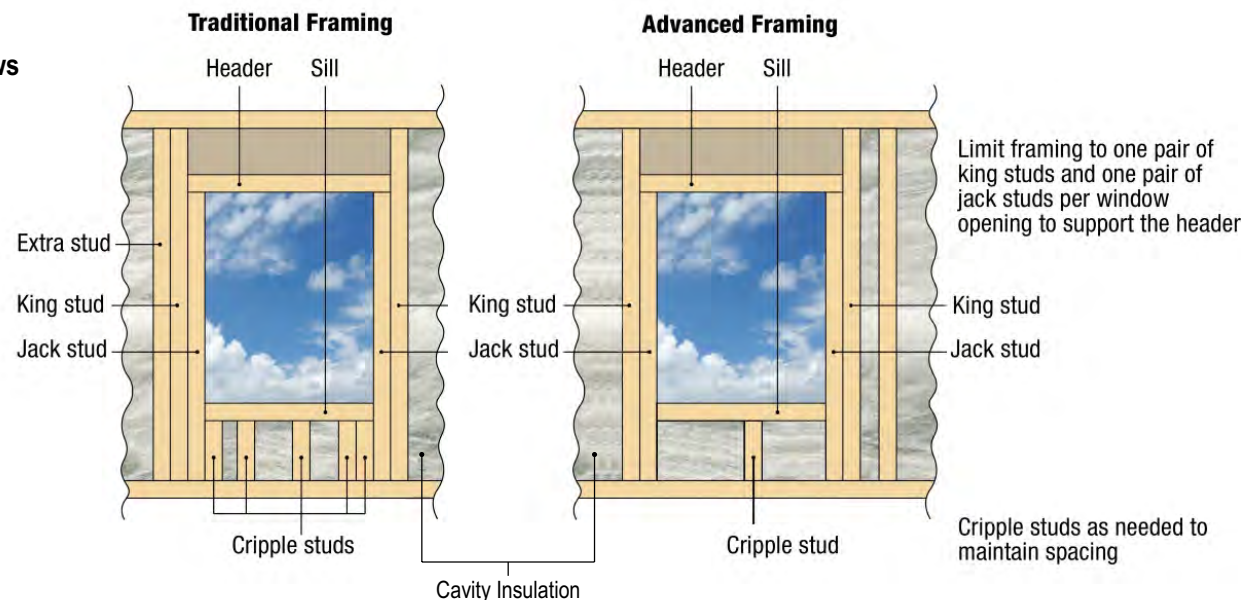 Traditional Framing
Advanced Framing
Header
Sill
Header
Sill
Extra stud
King stud
Jack stud
King stud
Jack stud
King stud
Jack stud
Limit framing to one pair of
king studs and one pair of
jack studs per window
opening to support the header
Cripple studs
Cripple stud
Cripple studs as needed to
maintain spacing
Cavity Insulation